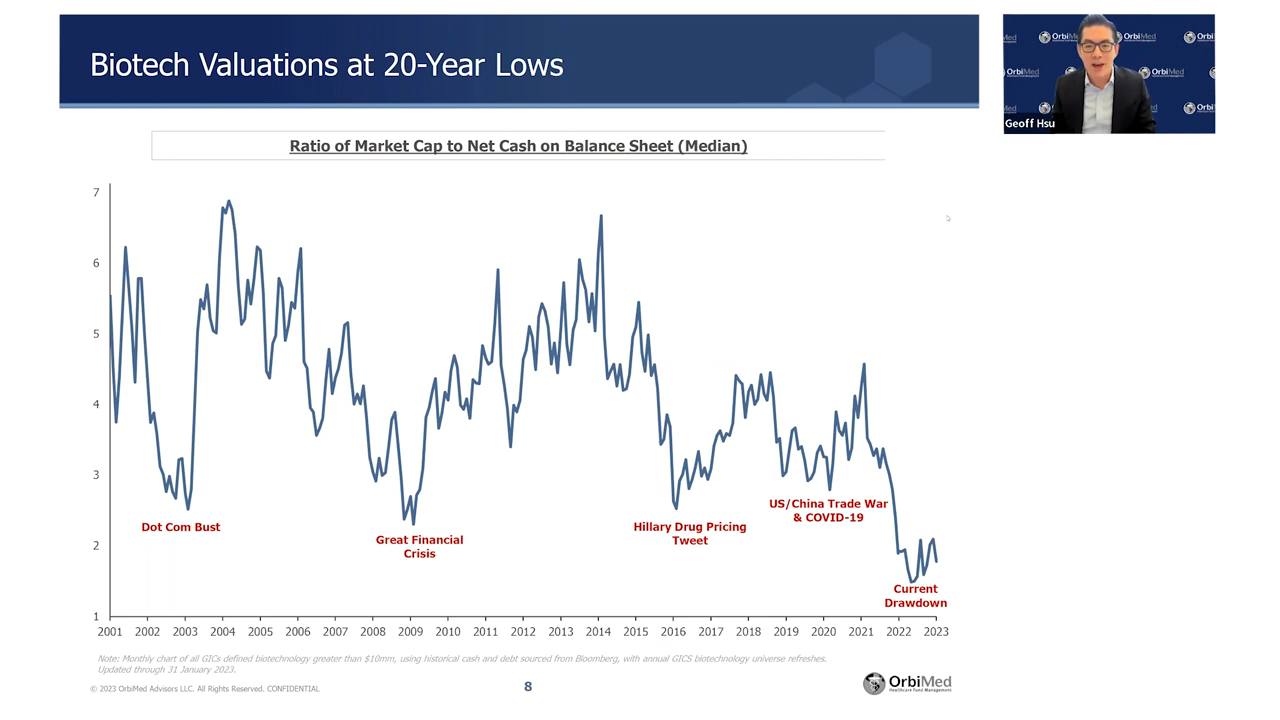 Biotech Valuations at 20-Year Lows
OrbiMed
OrbiMed
OrbiMed
Geoff Hsu
Ratio of Market Cap to Net Cash on Balance Sheet (Median)
7
6
5
4
3
2
1
Dot Com Bust
Great Financial
Crisis
Hillary Drug Pricing
Tweet
US/China Trade War
& COVID-19
Current
Drawdown
2001 2002 2003 2004 2005 2006 2007 2008 2009 2010 2011 2012 2013 2014 2015 2016 2017 2018 2019 2020 2021 2022 2023
Note: Monthly chart of all GICs defined biotechnology greater than $10mm, using historical cash and debt sourced from Bloomberg, with annual GICS biotechnology universe refreshes.
Updated through 31 January 2023.
© 2023 OrbiMed Advisors LLC. All Rights Reserved. CONFIDENTIAL
8
OrbiMed
Healthcare Fund Management